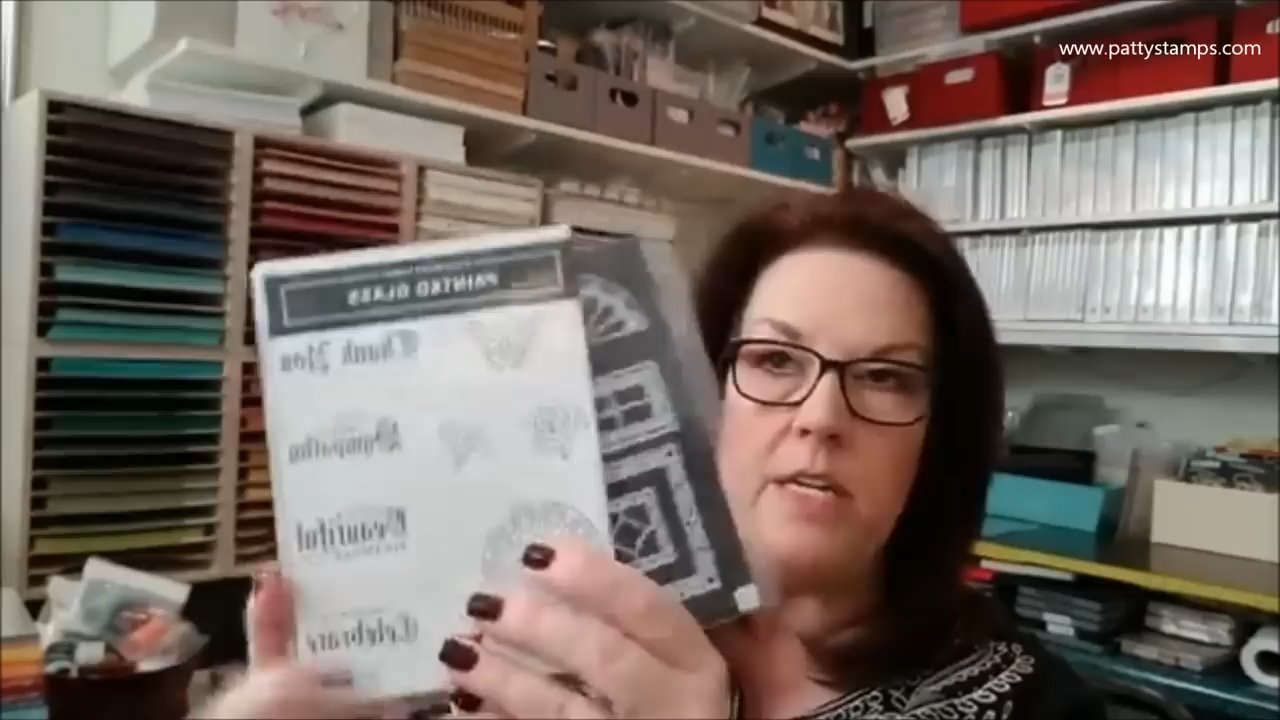 www.pattystamps.com
PAINTED GLASS
Thank You
Sympathy
Beautiful
Celebrate